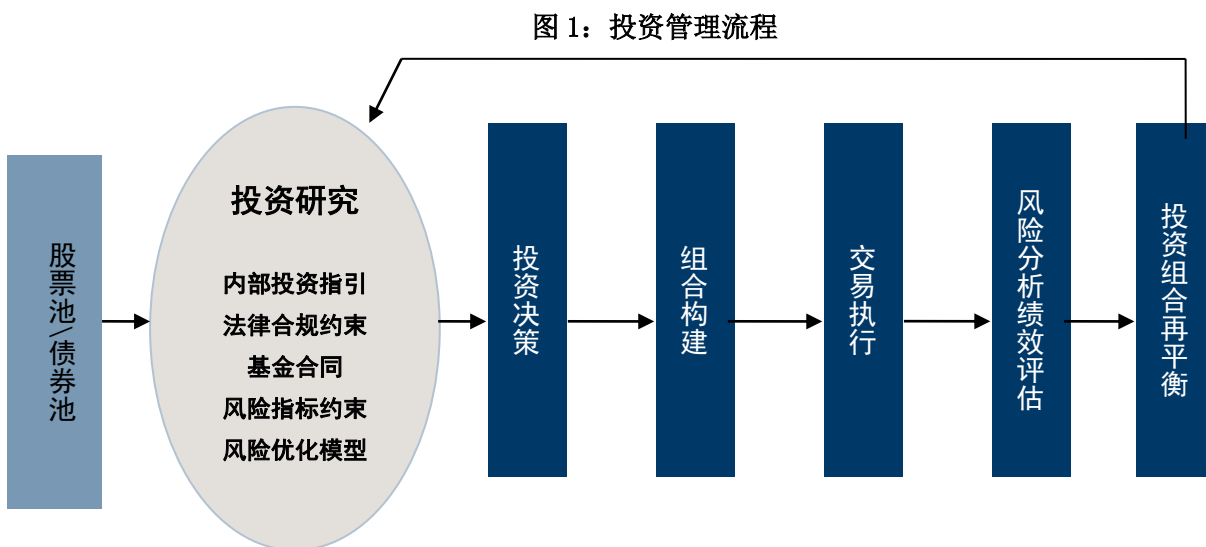 图 1：投资管理流程
股票池/债券池
投资研究
内部投资指引
法律合规约束
基金合同
风险指标约束
风险优化模型
投资决策
组合构建
交易执行
风险分析绩效评估
投资组合再平衡